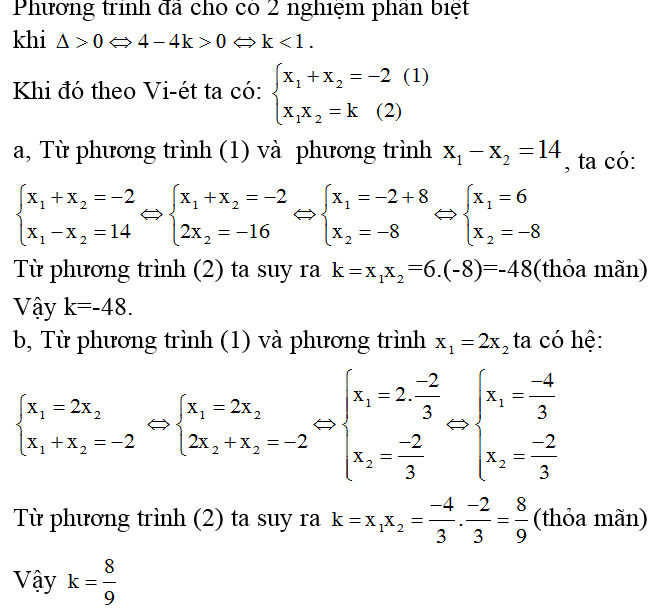 Phương trình đã cho có 2 nghiệm phân biệt
khi Δ > 0 ⇔ 4 − 4k > 0 ⇔ k < 1.
Khi đó theo Vi-ét ta có: { x₁ + x₂ = −2 (1)
x₁x₂ = k (2)
a, Từ phương trình (1) và phương trình x₁ − x₂ = 14, ta có:
{ x₁ + x₂ = −2 ⇔ { x₁ + x₂ = −2 ⇔ { x₁ = −2 + 8 ⇔ { x₁ = 6
x₁ − x₂ = 14 2x₂ = −16 x₂ = −8 x₂ = −8
Từ phương trình (2) ta suy ra k = x₁x₂=6.(-8)=-48(thỏa mãn)
Vậy k=-48.
b, Từ phương trình (1) và phương trình x₁ = 2x₂ ta có hệ:
{ x₁ = 2x₂ ⇔ { x₁ = 2x₂ ⇔ { x₁ = 2.−2/3 ⇔ { x₁ = −4/3
x₁ + x₂ = −2 2x₂ + x₂ = −2 x₂ = −2/3 x₂ = −2/3
Từ phương trình (2) ta suy ra k = x₁x₂ = −4/3.−2/3 = 8/9 (thỏa mãn)
Vậy k = 8/9